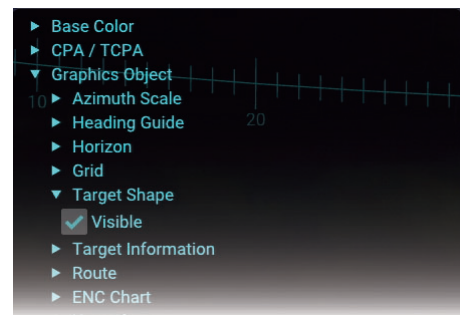 Base Color
CPA / TCPA
Graphics Object
10
Azimuth Scale
Heading Guide
20
Horizon
Grid
Target Shape
Visible
Target Information
Route
ENC Chart